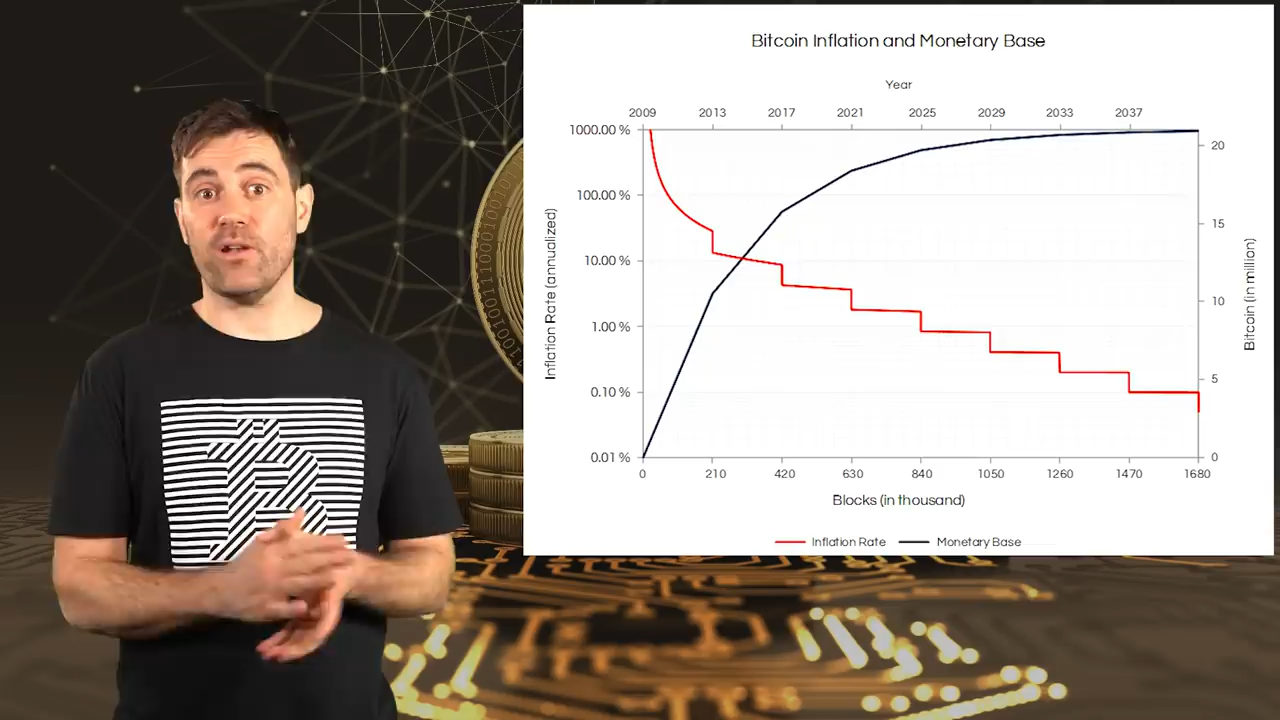 Bitcoin Inflation and Monetary Base
Year
2009 2013 2017 2021 2025 2029 2033 2037
1000.00 %
100.00 %
10.00 %
1.00 %
0.10 %
0.01 %
Inflation Rate (annualized)
20
15
10
5
0
Bitcoin (in million)
0 210 420 630 840 1050 1260 1470 1680
Blocks (in thousand)
Inflation Rate Monetary Base